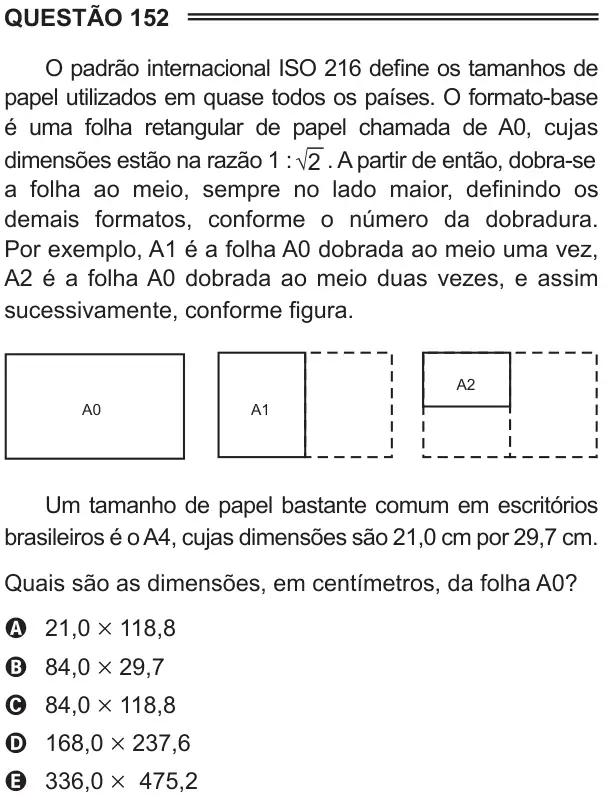 QUESTÃO 152
O padrão internacional ISO 216 define os tamanhos de
papel utilizados em quase todos os países. O formato-base
é uma folha retangular de papel chamada de A0, cujas
dimensões estão na razão 1 : √2 . A partir de então, dobra-se
a folha ao meio, sempre no lado maior, definindo os
demais formatos, conforme o número da dobradura.
Por exemplo, A1 é a folha A0 dobrada ao meio uma vez,
A2 é a folha A0 dobrada ao meio duas vezes, e assim
sucessivamente, conforme figura.
A0
A1
A2
Um tamanho de papel bastante comum em escritórios
brasileiros é o A4, cujas dimensões são 21,0 cm por 29,7 cm.
Quais são as dimensões, em centímetros, da folha A0?
A 21,0 × 118,8
B 84,0 × 29,7
C 84,0 × 118,8
D 168,0 × 237,6
E 336,0 × 475,2